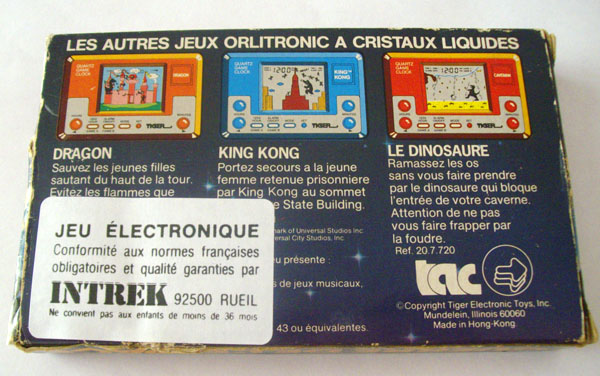 LES AUTRES JEUX ORLITRONIC A CRISTAUX LIQUIDES
QUARTZ
GAME
CLOCK
DRAGON
TIGER
QUARTZ
GAME
CLOCK
12:00
KING
KONG
TIGER
QUARTZ
GAME
CLOCK
CAVEMAN
TIGER
DRAGON
Sauvez les jeunes filles
sautant du haut de la tour.
Evitez les flammes que
KING KONG
Portez secours a la jeune
femme retenue prisonniere
par King Kong au sommet
e State Building.
mark of Universal Studios Inc
versal City Studios, Inc.
eu présente :
s de jeux musicaux,
43 ou équivalentes.
LE DINOSAURE
Ramassez les os
sans vous faire prendre
par le dinosaure qui bloque
l'entrée de votre caverne.
Attention de ne pas
vous faire frapper par
la foudre.
Ref. 20.7.720
tac
©Copyright Tiger Electronic Toys, Inc.
Mundelein, Illinois 60060
Made in Hong-Kong
JEU ÉLECTRONIQUE
Conformité aux normes françaises
obligatoires et qualité garanties par
INTREK 92500 RUEIL
Ne convient pas aux enfants de moins de 36 mois